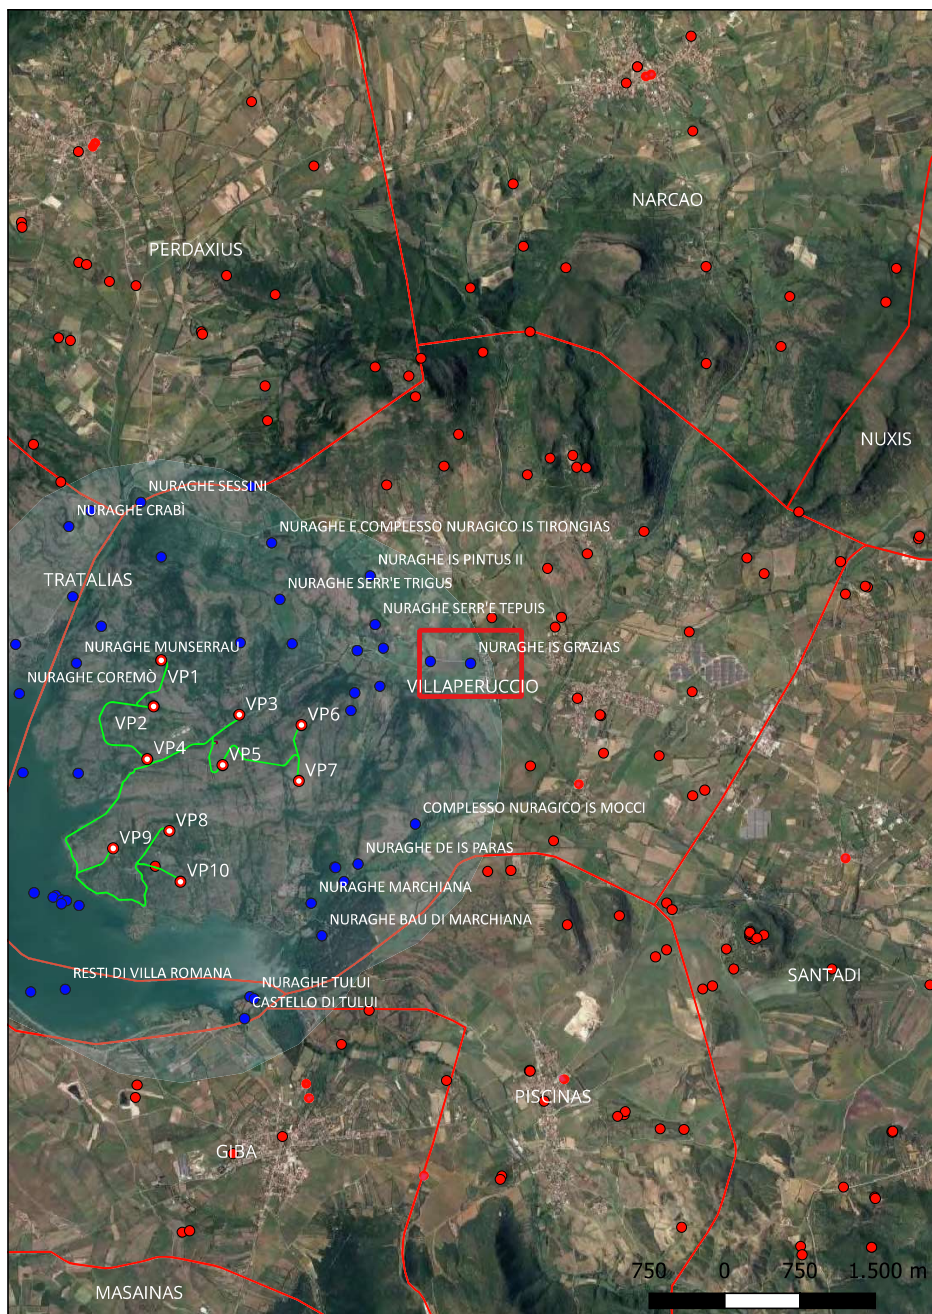 NARCAO
PERDAXIUS
NUXIS
NURAGHE SESSINI
NURAGHE CRABÌ
NURAGHE E COMPLESSO NURAGICO IS TIRONGIAS
NURAGHE IS PINTUS II
TRATALIAS
NURAGHE SERR'E TRIGUS
NURAGHE SERR'E TEPUIS
NURAGHE MUNSERRAU
NURAGHE IS GRAZIAS
NURAGHE COREMÒ
VP1
VILLAPERUCCIO
VP3
VP2
VP6
VP4
VP5
VP7
COMPLESSO NURAGICO IS MOCCI
VP8
VP9
NURAGHE DE IS PARAS
VP10
NURAGHE MARCHIANA
NURAGHE BAU DI MARCHIANA
RESTI DI VILLA ROMANA
SANTADI
NURAGHE TULUI
CASTELLO DI TULUI
PISCINAS
GIBA
750 0 750 1.500 m
MASAINAS